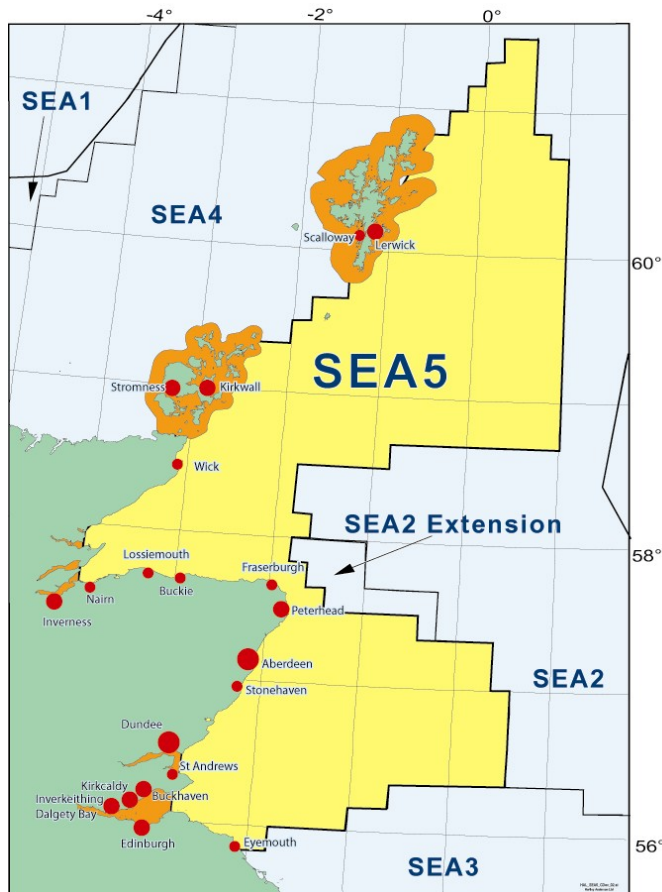 -4°
-2°
0°
SEA1
SEA4
Scalloway
Lerwick
60°
SEA5
Stromness
Kirkwall
Wick
SEA2 Extension
58°
Lossiemouth
Fraserburgh
Nairn
Buckie
Inverness
Peterhead
Aberdeen
SEA2
Stonehaven
Dundee
St Andrews
Kirkcaldy
Buckhaven
Inverkeithing
Dalgety Bay
Edinburgh
Eyemouth
56°
SEA3